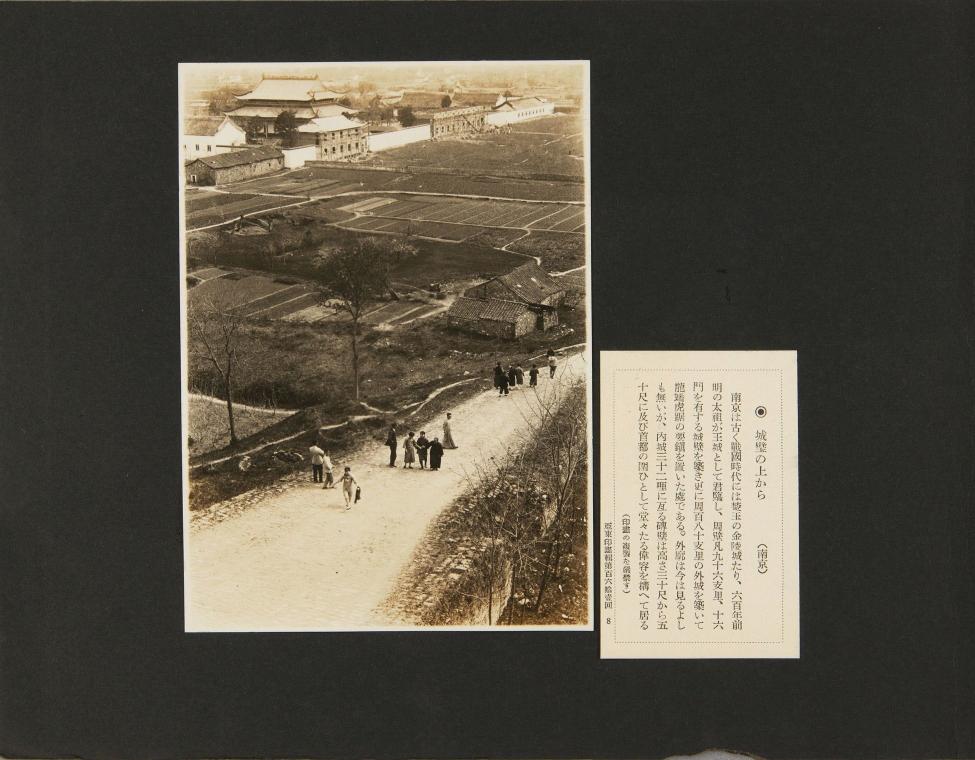 ◉ 城壁の上から (南京)
南京は古く戰國時代には楚王の金陵城たり、六百年前
明の太祖が王城として君臨し、周壁凡九十六支里、十六
門を有する城壁を築き更に周百八十支里の外城を築いて
龍蟠虎踞の要鎭を置いた處である。外廓は今は見るよし
も無いが、内城三十二哩に亙る磚壁は高さ三十尺から五
十尺に及び首都の圍ひとして堂々たる偉容を備へて居る
(印畫の複製を嚴禁す)
亞東印畫輯第百六拾壹回 8